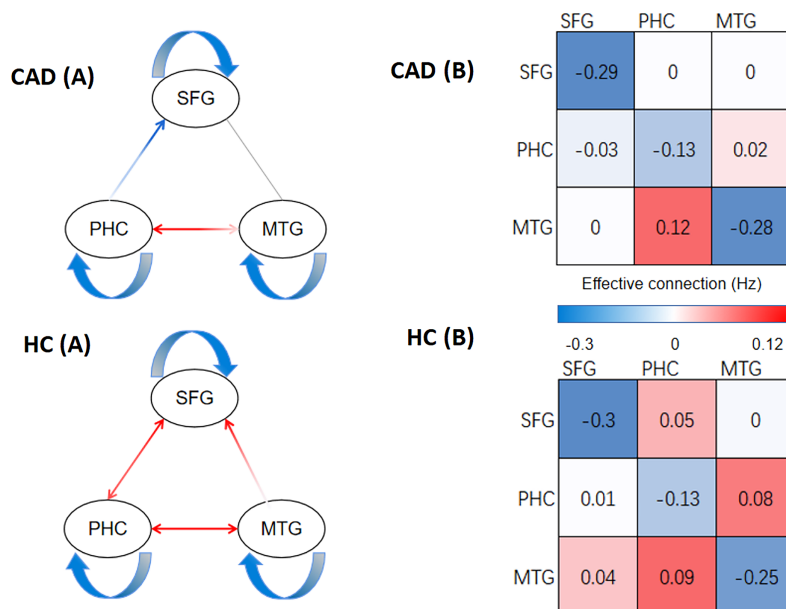 CAD (A)
SFG
PHC
MTG
CAD (B)
SFG PHC MTG
SFG -0.29 0 0
PHC -0.03 -0.13 0.02
MTG 0 0.12 -0.28
Effective connection (Hz)
-0.3 0 0.12
HC (A)
SFG
PHC
MTG
HC (B)
SFG PHC MTG
SFG -0.3 0.05 0
PHC 0.01 -0.13 0.08
MTG 0.04 0.09 -0.25